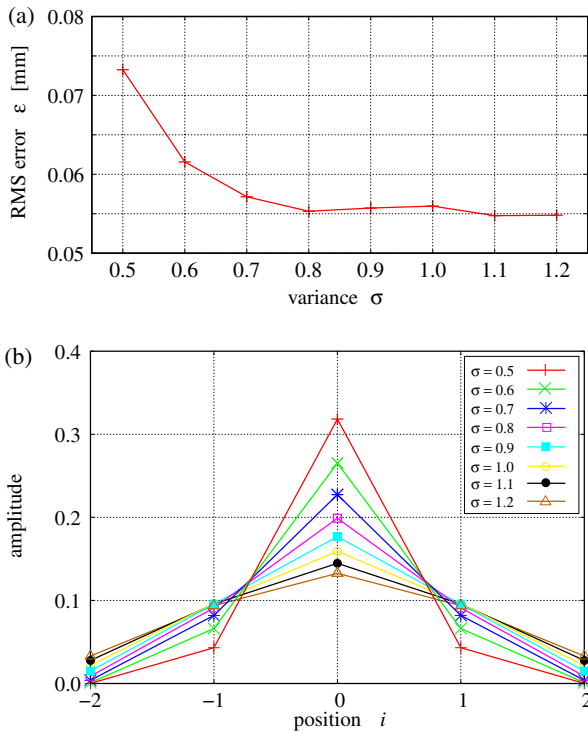 (a)
0.08
0.07
0.06
0.05
RMS error ε [mm]
0.5 0.6 0.7 0.8 0.9 1.0 1.1 1.2
variance σ
(b)
0.4
0.3
0.2
0.1
0.0
amplitude
σ = 0.5
σ = 0.6
σ = 0.7
σ = 0.8
σ = 0.9
σ = 1.0
σ = 1.1
σ = 1.2
−2 −1 0 1 2
position i